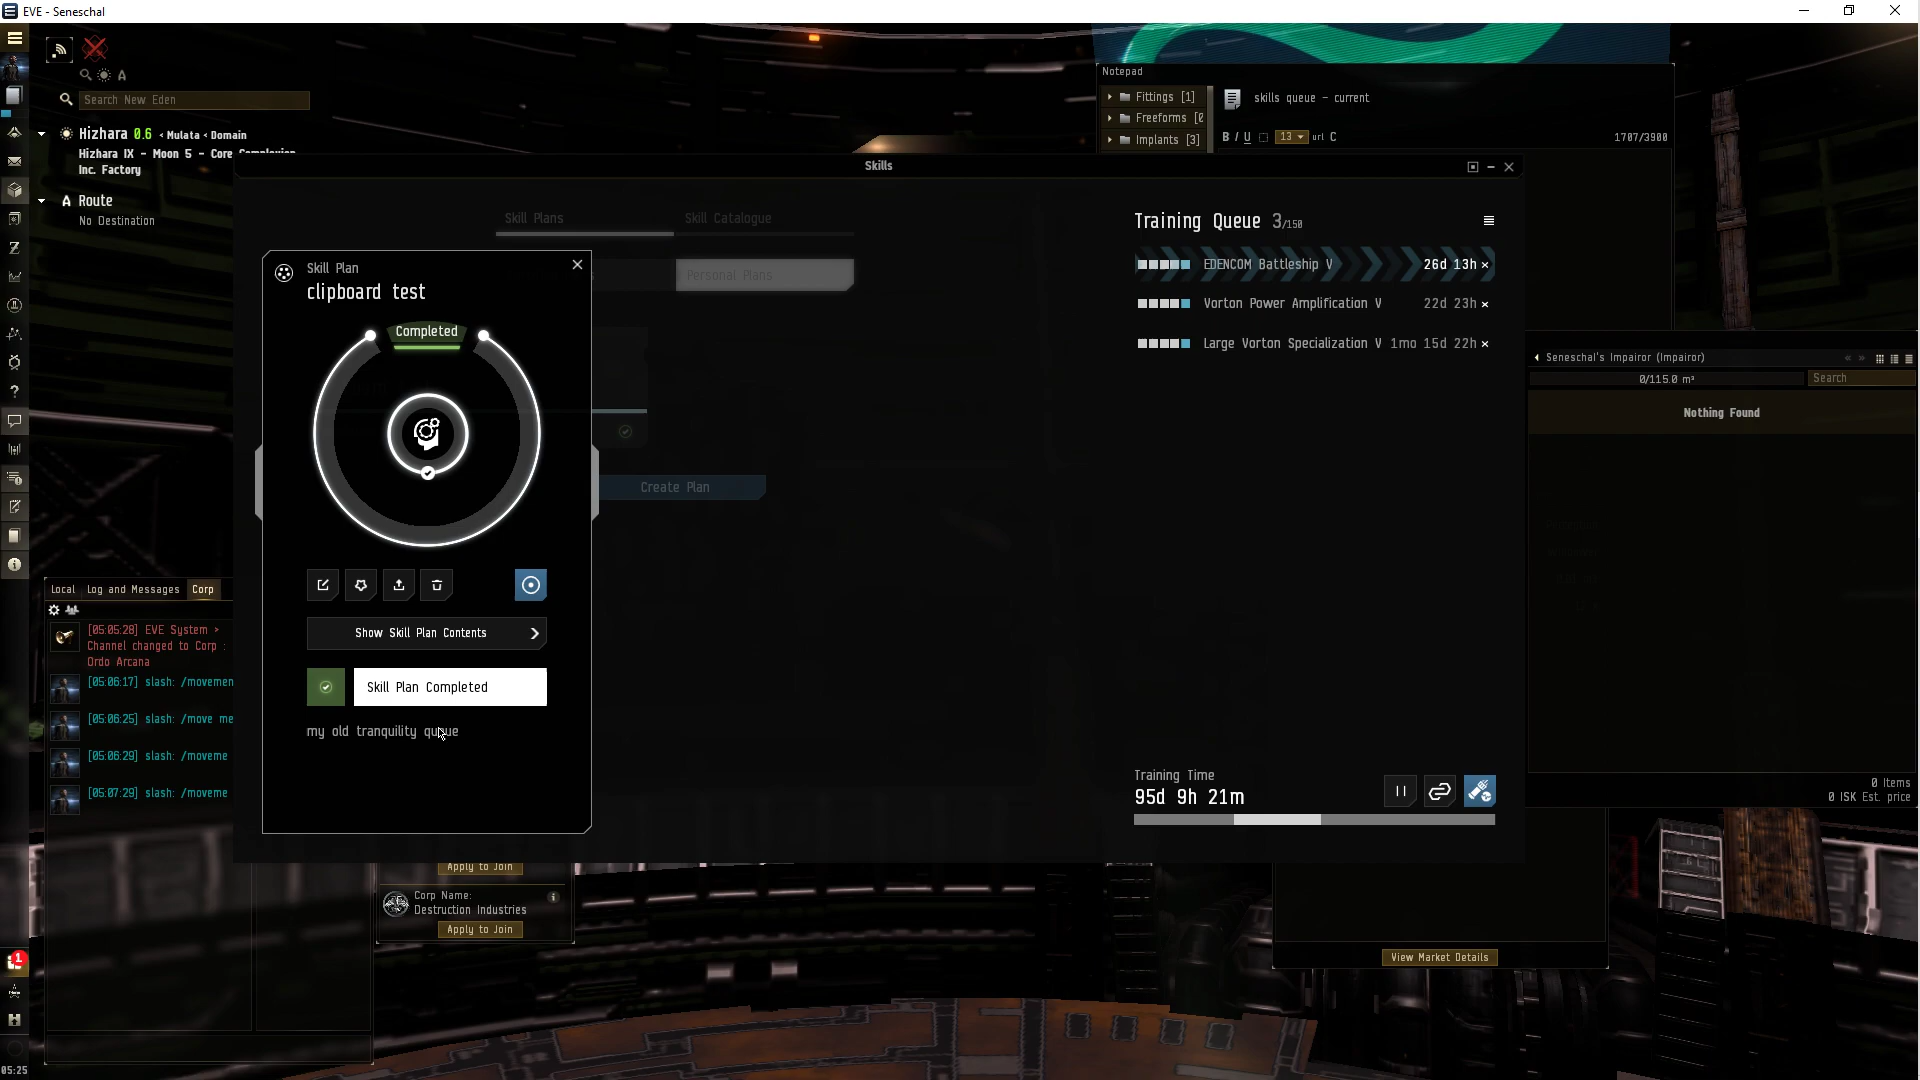 EVE - Seneschal
Search New Eden
Hizhara 0.6 < Mulata < Domain
Hizhara IX - Moon 5 - Core Complexion
Inc. Factory
A Route
No Destination
Notepad
Fittings [1]
Freeforms [0
Implants [3]
skills queue - current
B I U 13 url C
1707/3900
Skills
Skill Plans
Skill Catalogue
Personal Plans
Create Plan
Skill Plan
clipboard test
Completed
Show Skill Plan Contents
Skill Plan Completed
my old tranquility queue
Training Queue 3/150
EDENCOM Battleship V 26d 13h
Vorton Power Amplification V 22d 23h
Large Vorton Specialization V 1mo 15d 22h
Training Time
95d 9h 21m
Seneschal's Impairor (Impairor)
0/115.0 m³
Search
Nothing Found
0 Items
0 ISK Est. price
View Market Details
Local
Log and Messages
Corp
[05:05:28] EVE System >
Channel changed to Corp :
Ordo Arcana
[05:06:17] slash: /movemen
[05:06:25] slash: /move me
[05:06:29] slash: /moveme
[05:07:29] slash: /moveme
Apply to Join
Corp Name:
Destruction Industries
Apply to Join
1
05:25